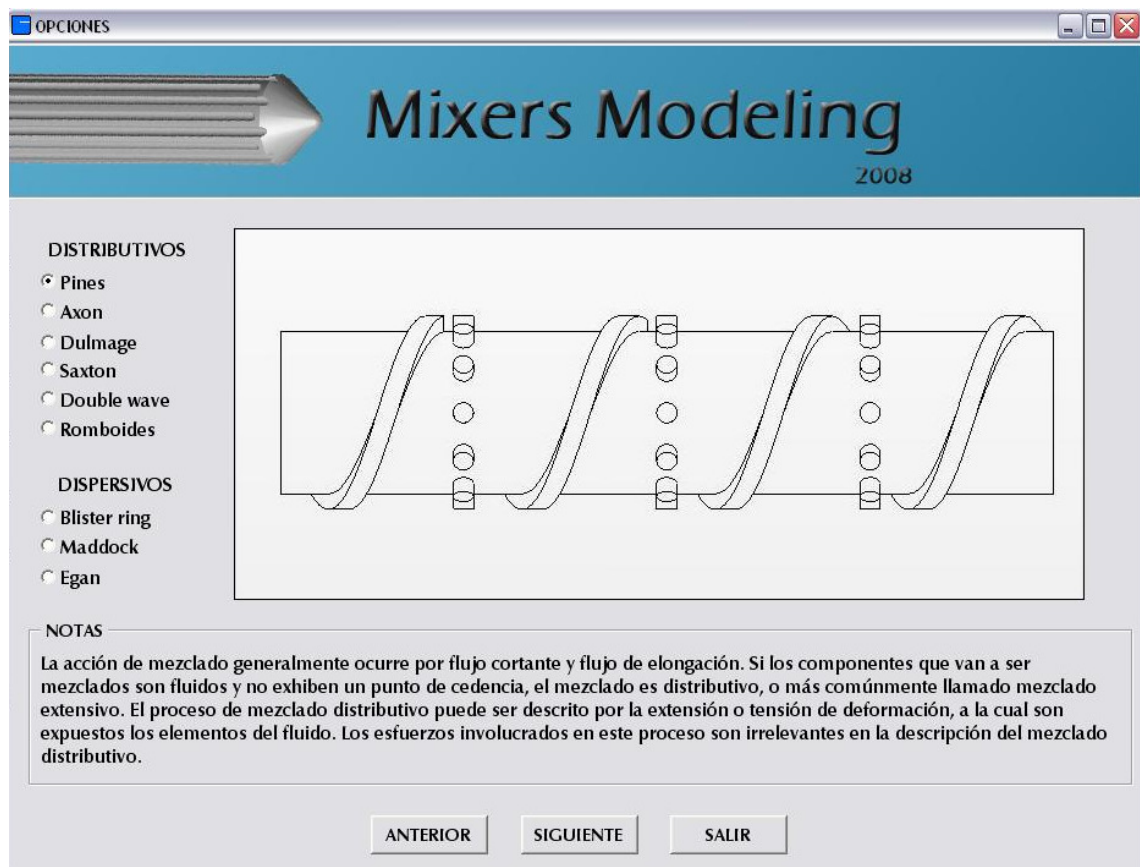 OPCIONES
Mixers Modeling
2008
DISTRIBUTIVOS
Pines
Axon
Dulmage
Saxton
Double wave
Romboides
DISPERSIVOS
Blister ring
Maddock
Egan
NOTAS
La acción de mezclado generalmente ocurre por flujo cortante y flujo de elongación. Si los componentes que van a ser
mezclados son fluidos y no exhiben un punto de cedencia, el mezclado es distributivo, o más comúnmente llamado mezclado
extensivo. El proceso de mezclado distributivo puede ser descrito por la extensión o tensión de deformación, a la cual son
expuestos los elementos del fluido. Los esfuerzos involucrados en este proceso son irrelevantes en la descripción del mezclado
distributivo.
ANTERIOR
SIGUIENTE
SALIR